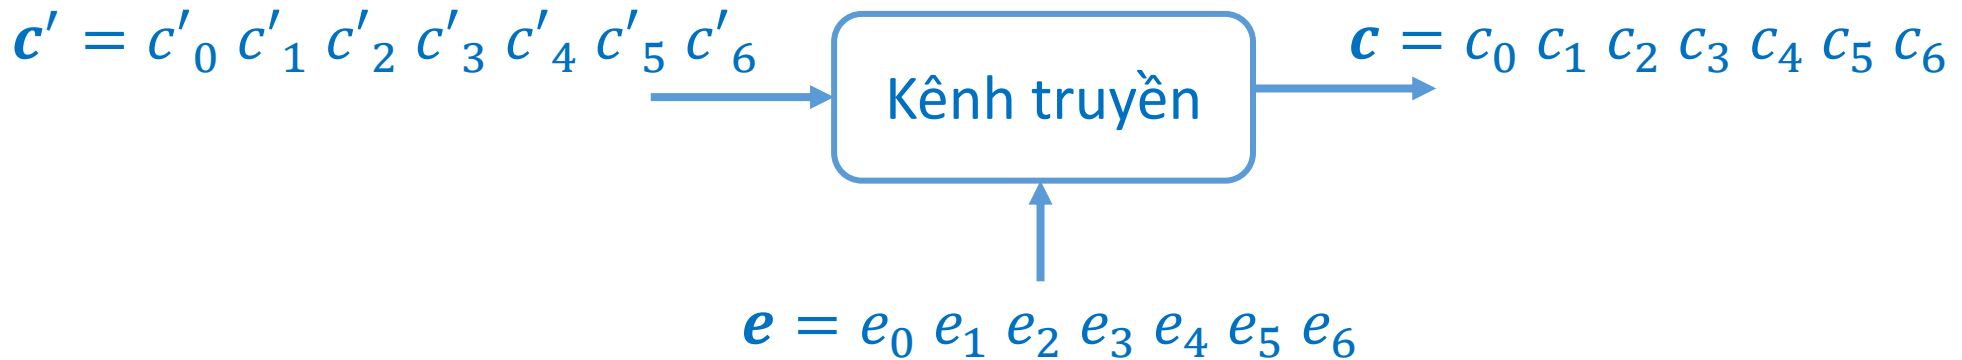 c′ = c′₀ c′₁ c′₂ c′₃ c′₄ c′₅ c′₆
c = c₀ c₁ c₂ c₃ c₄ c₅ c₆
Kênh truyền
e = e₀ e₁ e₂ e₃ e₄ e₅ e₆